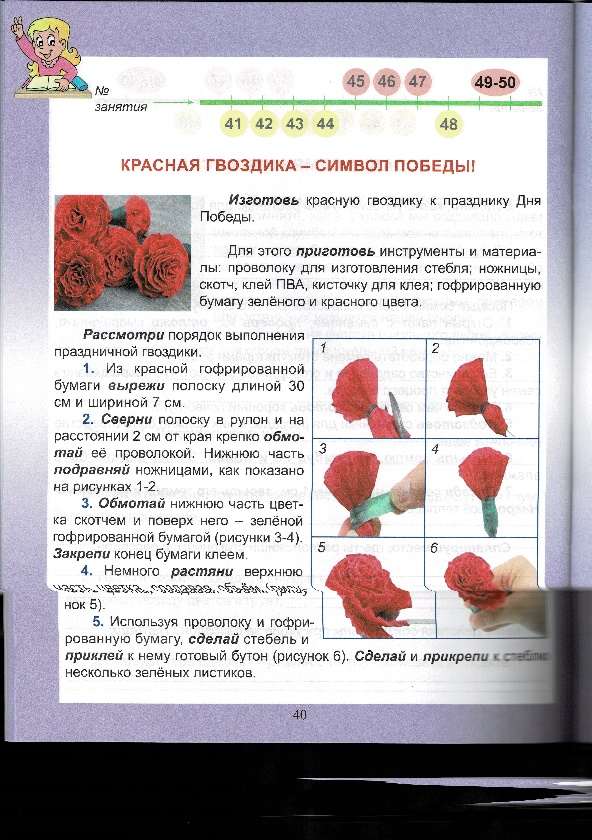 №
занятия
45 46 47 49-50
41 42 43 44 48
КРАСНАЯ ГВОЗДИКА – СИМВОЛ ПОБЕДЫ!
Изготовь красную гвоздику к празднику Дня
Победы.
Для этого приготовь инструменты и материа-
лы: проволоку для изготовления стебля; ножницы,
скотч, клей ПВА, кисточку для клея; гофрированную
бумагу зелёного и красного цвета.
Рассмотри порядок выполнения
праздничной гвоздики.
1. Из красной гофрированной
бумаги вырежи полоску длиной 30
см и шириной 7 см.
2. Сверни полоску в рулон и на
расстоянии 2 см от края крепко обмо-
тай её проволокой. Нижнюю часть
подравняй ножницами, как показано
на рисунках 1-2.
3. Обмотай нижнюю часть цвет-
ка скотчем и поверх него – зелёной
гофрированной бумагой (рисунки 3-4).
Закрепи конец бумаги клеем.
4. Немного растяни верхнюю
часть цветка, создавая объём (рису-
нок 5).
5. Используя проволоку и гофри-
рованную бумагу, сделай стебель и
приклей к нему готовый бутон (рисунок 6). Сделай и прикрепи к стеблю
несколько зелёных листиков.
1 2
3 4
5 6
40